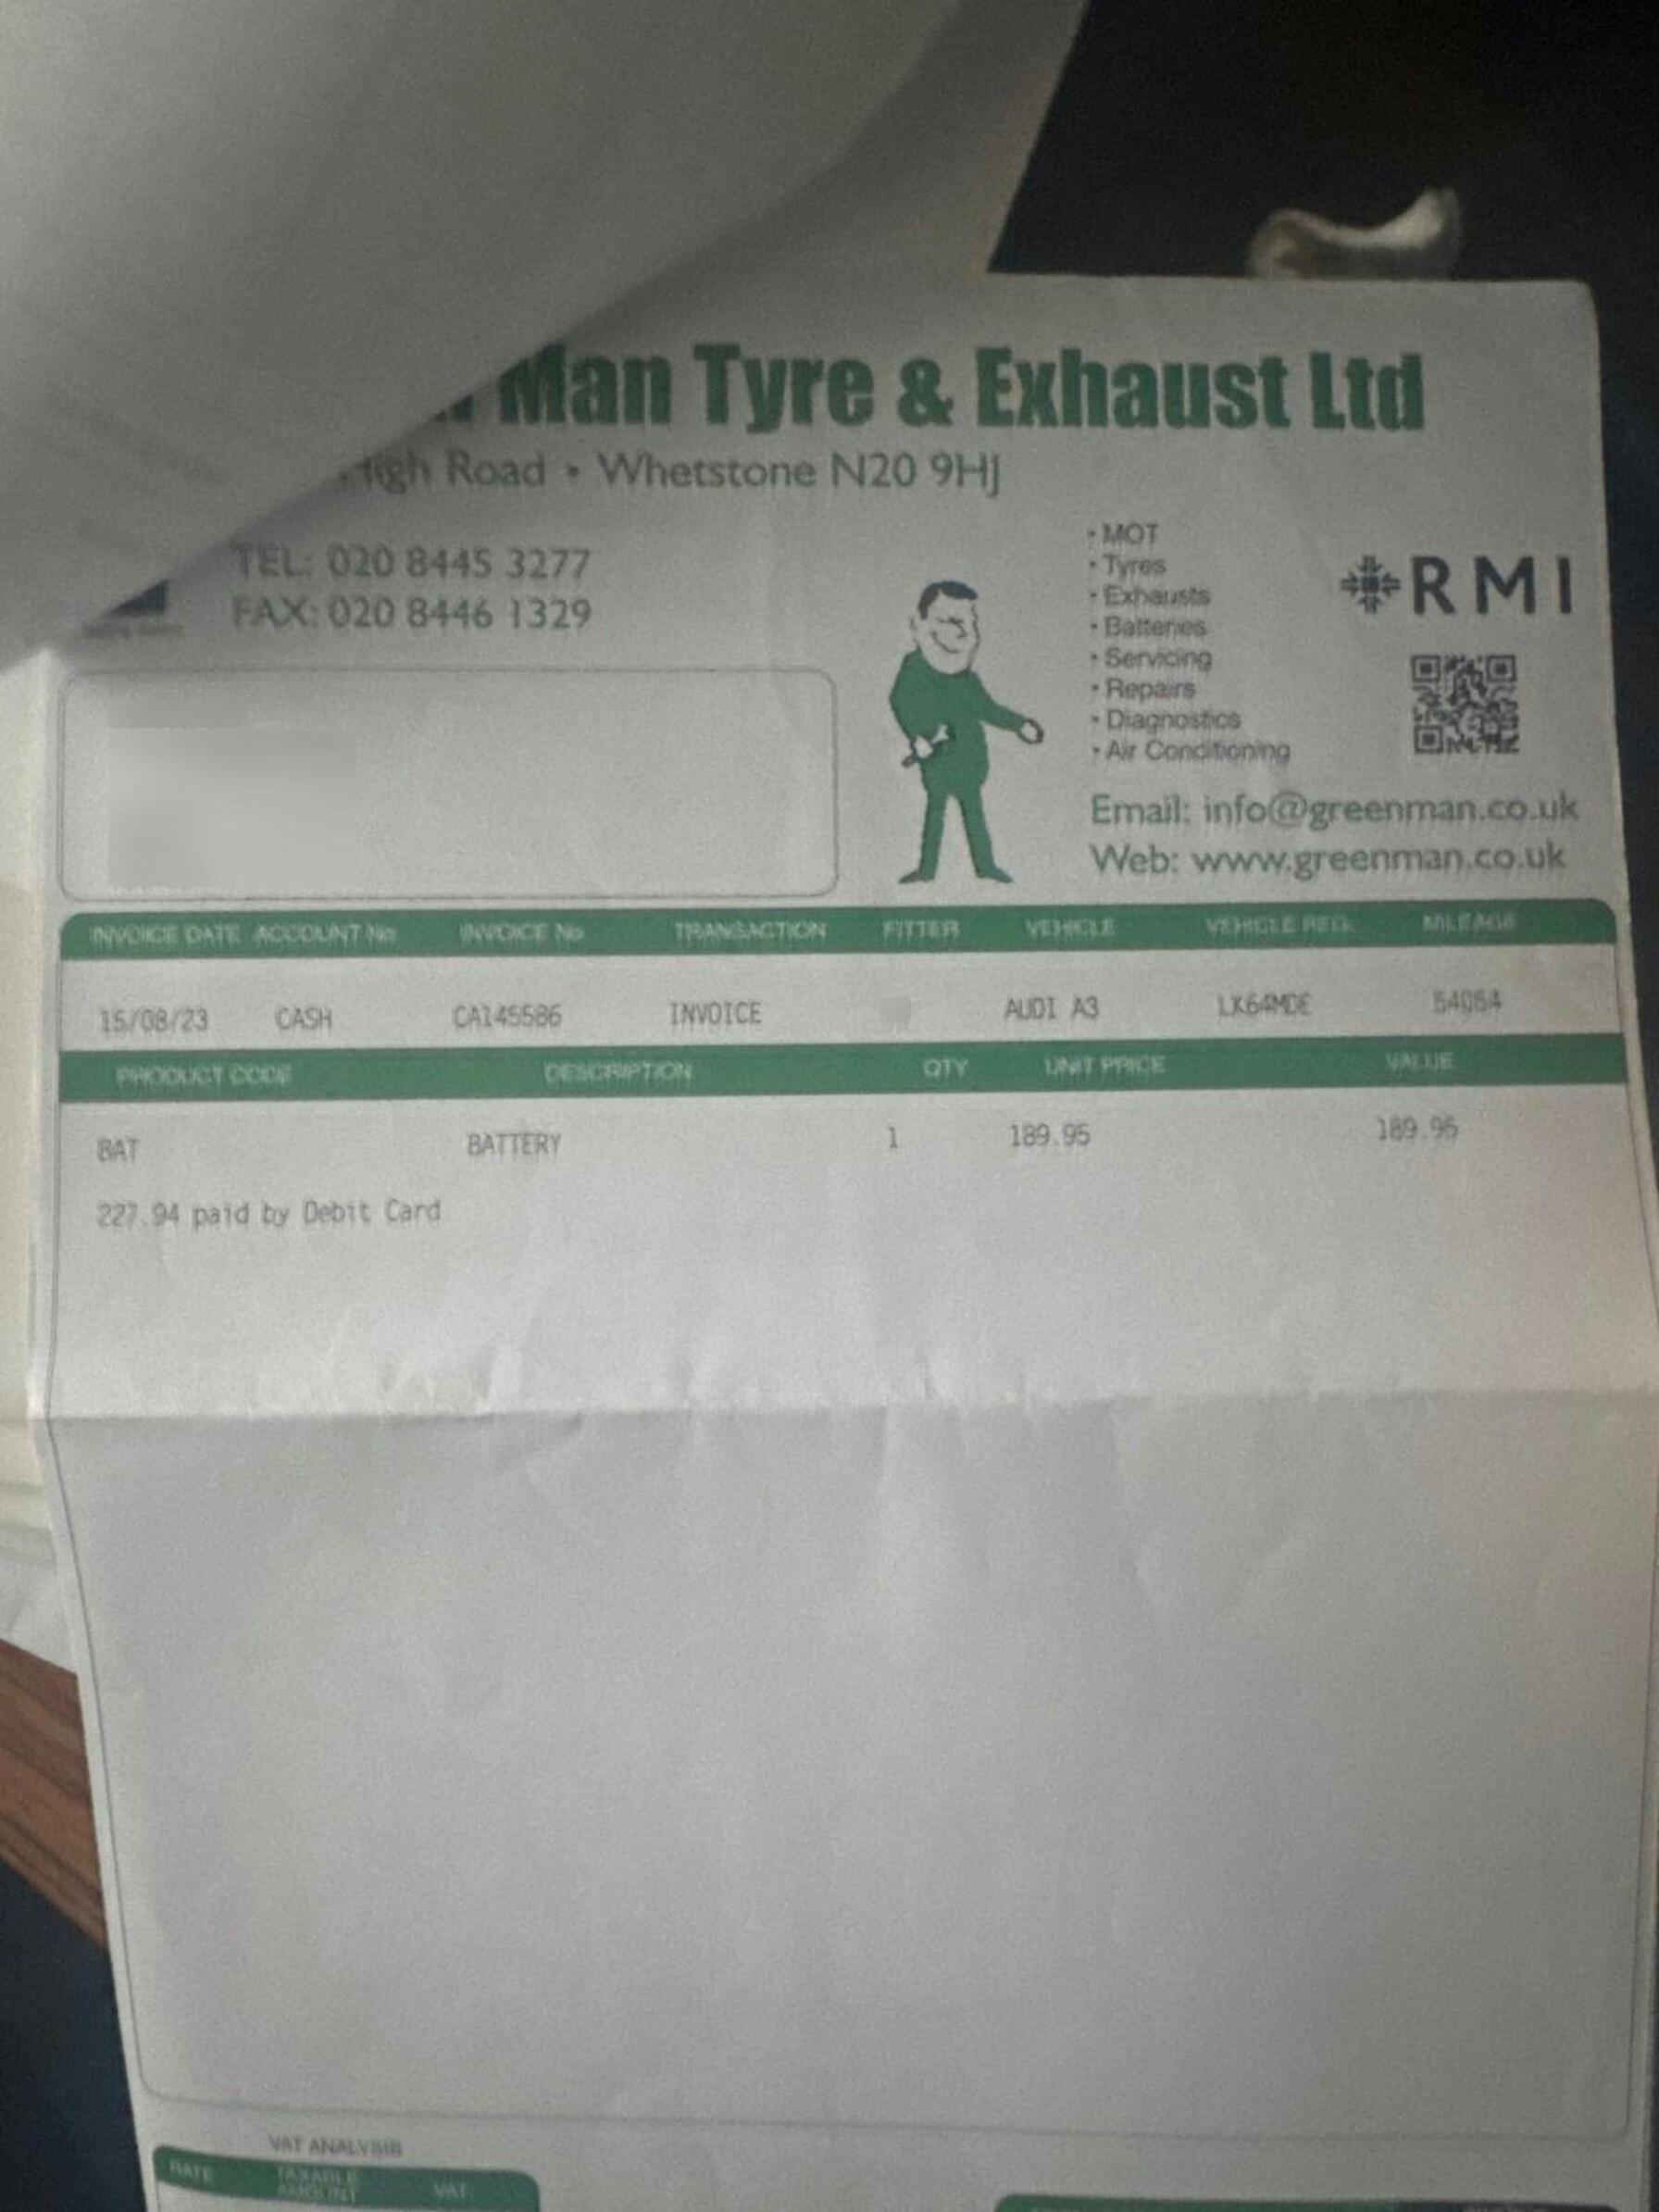 Man Tyre & Exhaust Ltd
High Road • Whetstone N20 9HJ
TEL: 020 8445 3277
FAX: 020 8446 1329
• MOT
• Tyres
• Exhausts
• Batteries
• Servicing
• Repairs
• Diagnostics
• Air Conditioning
RMI
Email: info@greenman.co.uk
Web: www.greenman.co.uk
INVOICE DATE ACCOUNT No INVOICE No TRANSACTION FITTER VEHICLE VEHICLE REG. MILEAGE
15/08/23 CASH CA145586 INVOICE AUDI A3 LK64MDE 54054
PRODUCT CODE DESCRIPTION QTY UNIT PRICE VALUE
BAT BATTERY 1 189.95 189.95
227.94 paid by Debit Card
VAT ANALYSIS
RATE TAXABLE AMOUNT VAT